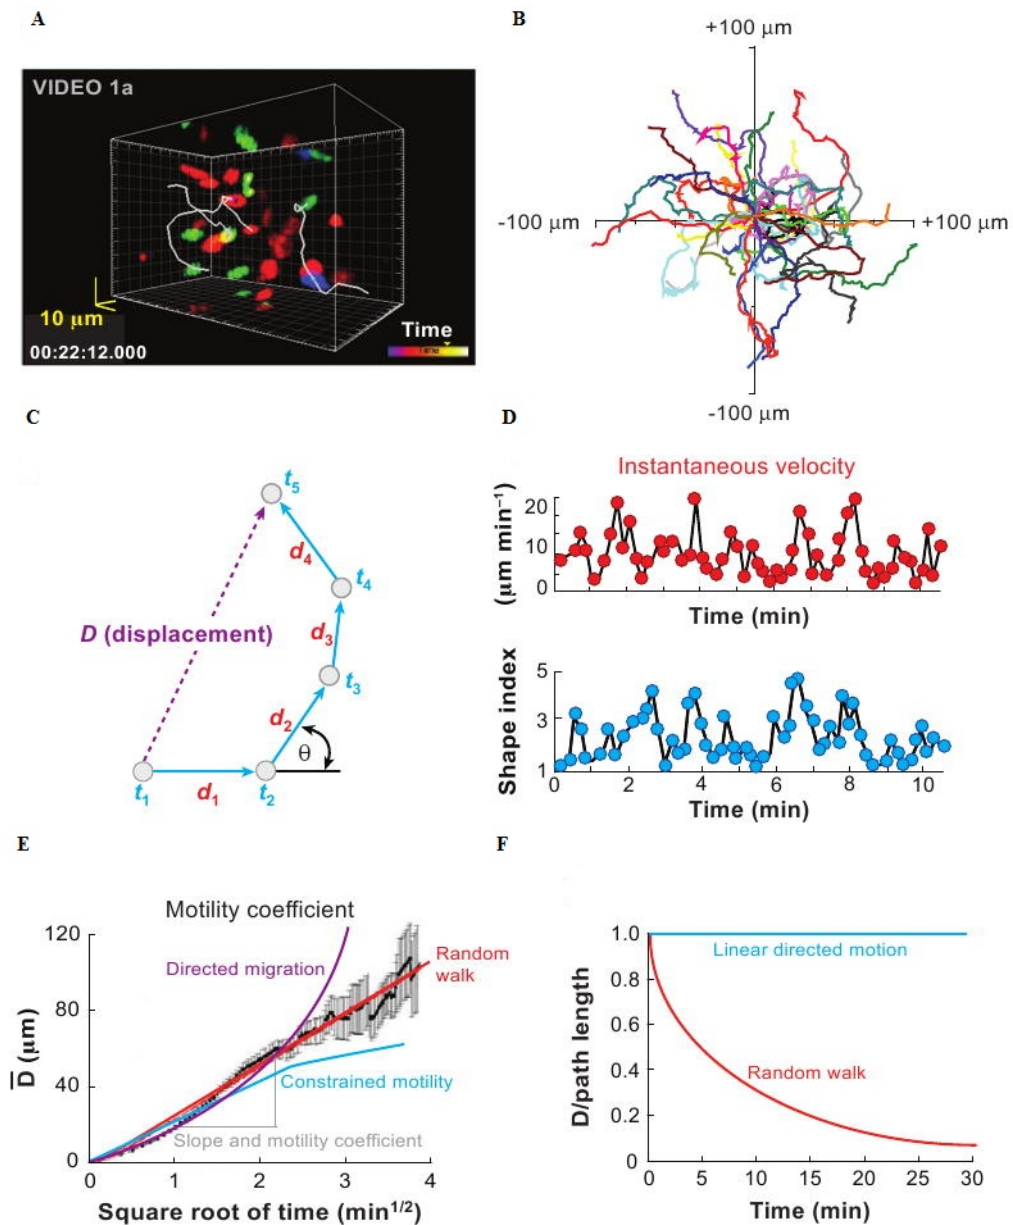 A
VIDEO 1a
10 μm
00:22:12.000
Time
B
+100 μm
-100 μm
+100 μm
-100 μm
C
t5
d4
t4
D (displacement)
d3
t3
d2
θ
t1
d1
t2
D
Instantaneous velocity
(μm min⁻¹)
20
10
0
Time (min)
Shape index
5
3
1
0 2 4 6 8 10
Time (min)
E
Motility coefficient
120
80
40
0
D̅ (μm)
Directed migration
Random
walk
Constrained motility
Slope and motility coefficient
0 1 2 3 4
Square root of time (min1/2)
F
1.0
0.8
0.6
0.4
0.2
0
D/path length
Linear directed motion
Random walk
0 5 10 15 20 25 30
Time (min)